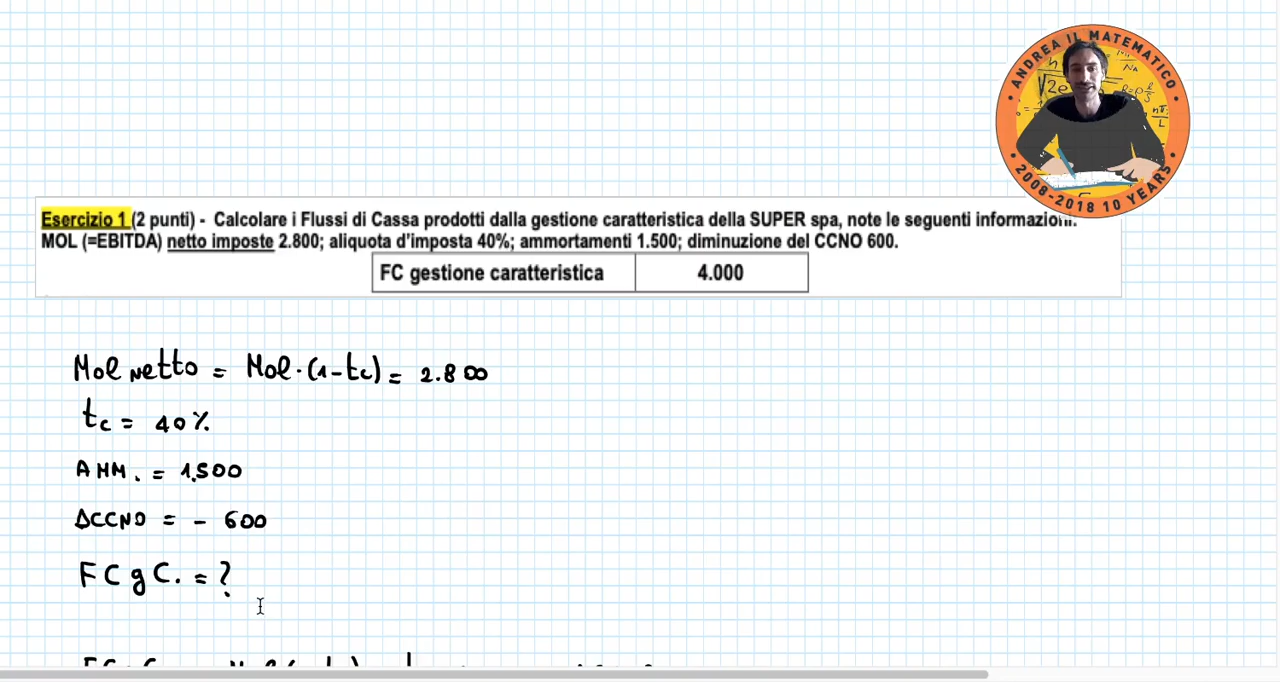 ANDREA IL MATEMATICO
2008-2018 10 YEARS
Esercizio 1 (2 punti) - Calcolare i Flussi di Cassa prodotti dalla gestione caratteristica della SUPER spa, note le seguenti informazioni:
MOL (=EBITDA) netto imposte 2.800; aliquota d'imposta 40%; ammortamenti 1.500; diminuzione del CCNO 600.
FC gestione caratteristica 4.000
Mol netto = Mol·(1-tc) = 2.800
tc = 40%
AMM. = 1.500
ΔCCNO = - 600
FCgC. = ?